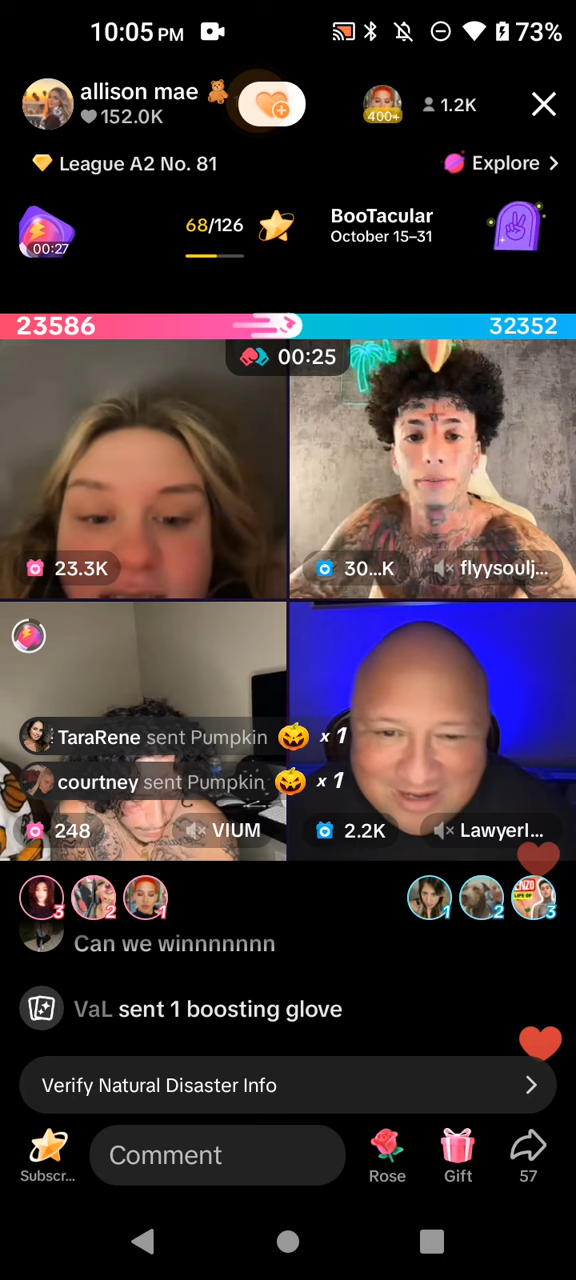 10:05 PM
73%
allison mae
152.0K
400+
1.2K
League A2 No. 81
Explore
00:27
68/126
BooTacular
October 15–31
23586
32352
00:25
23.3K
30...K
flyysoulj...
TaraRene sent Pumpkin x 1
courtney sent Pumpkin x 1
248
VIUM
2.2K
Lawyerl...
3
2
1
1
2
3
Can we winnnnnnn
VaL sent 1 boosting glove
Verify Natural Disaster Info
Subscr...
Comment
Rose
Gift
57